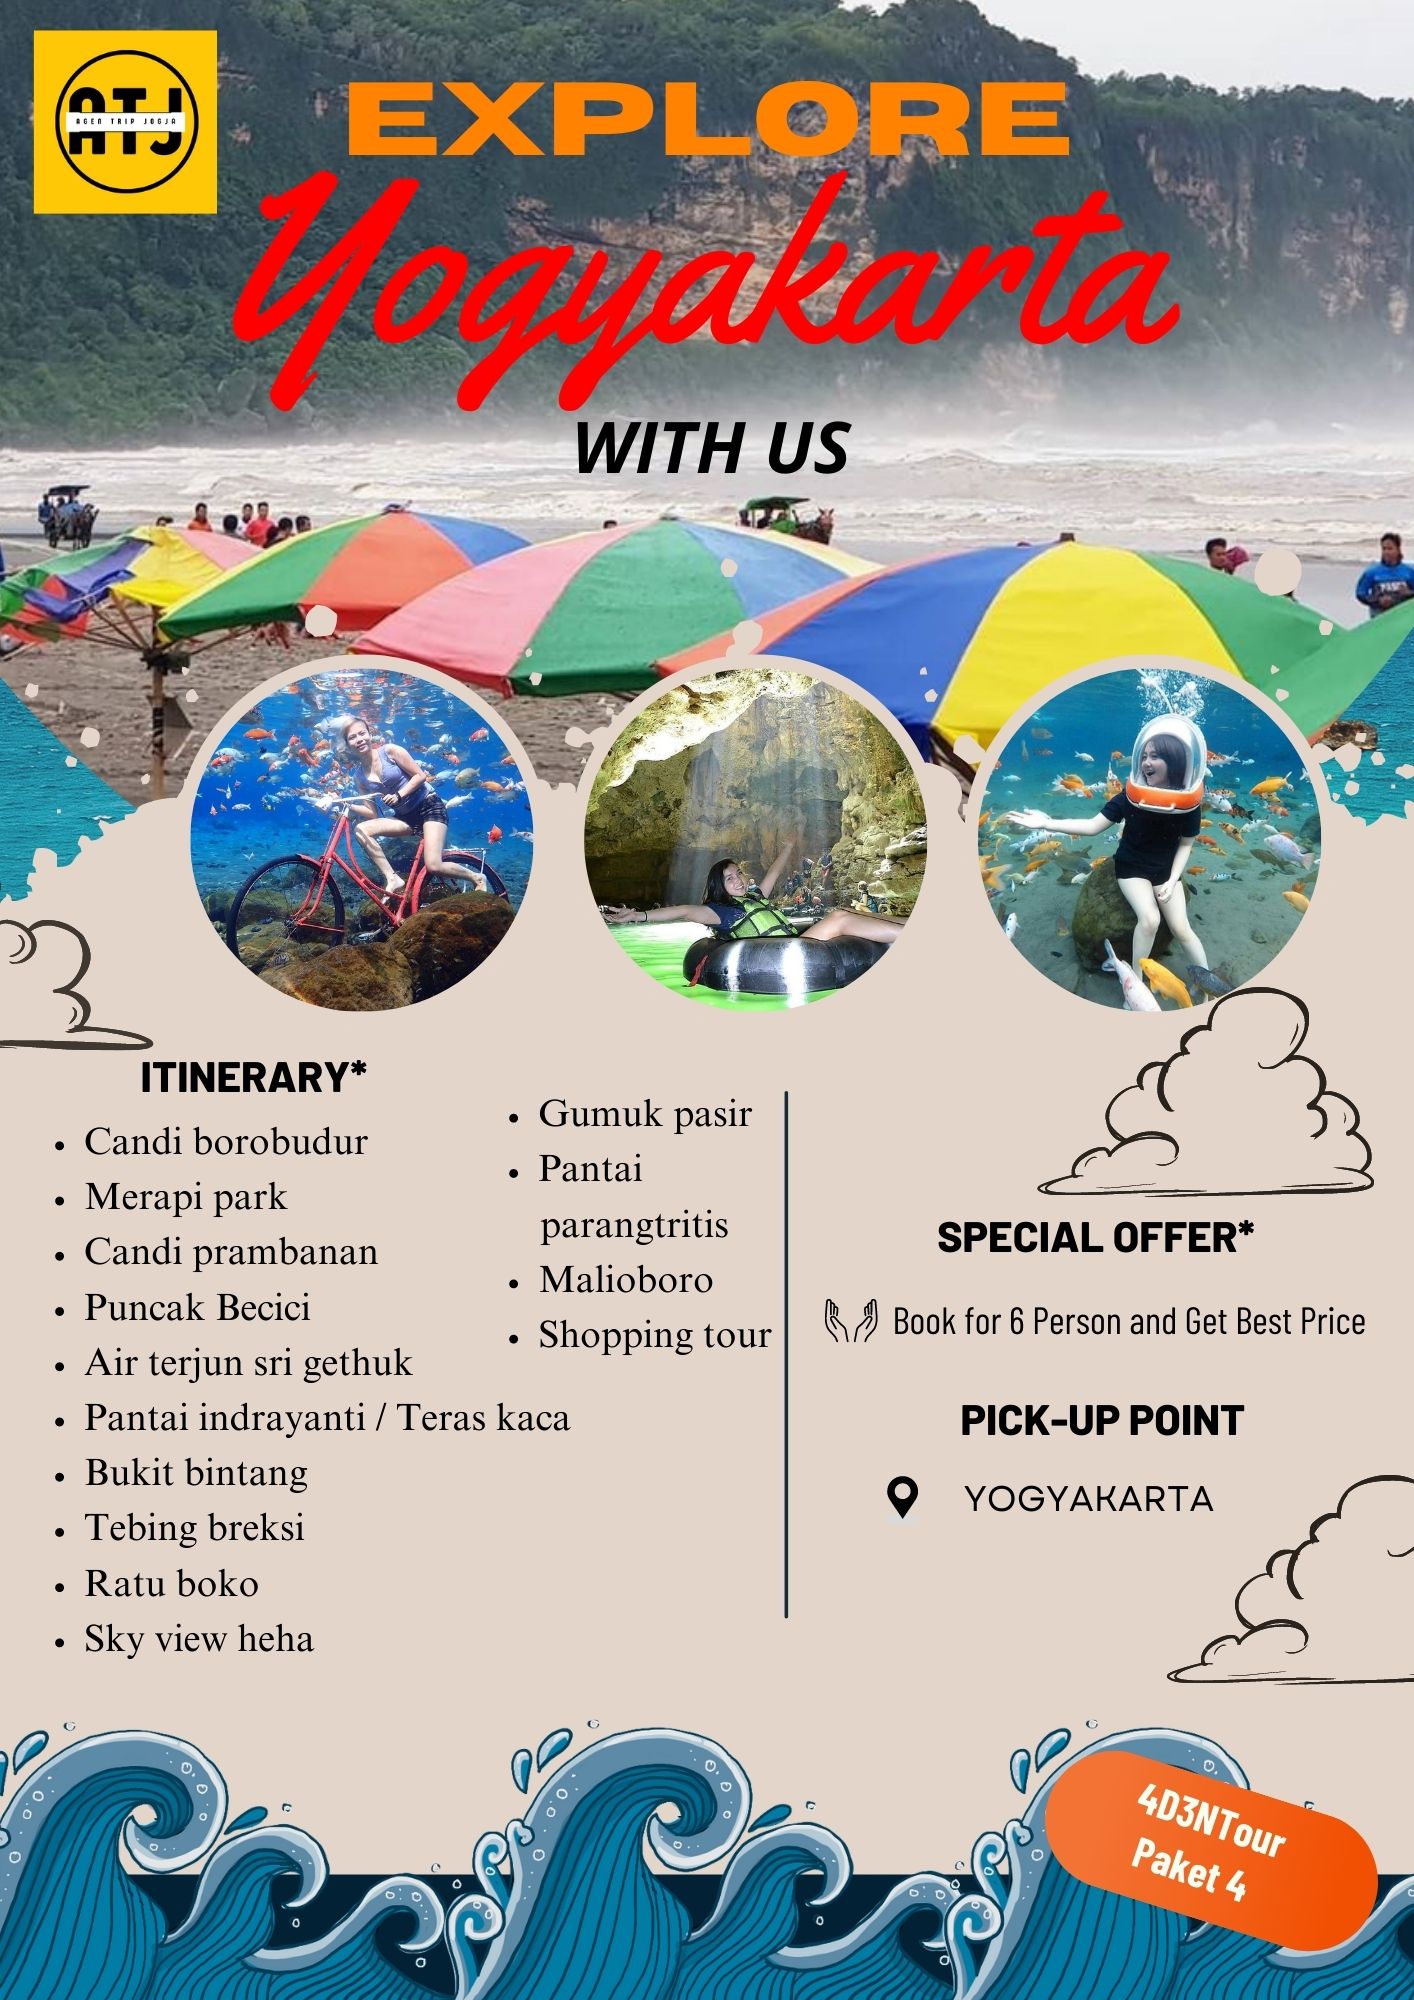 ATJ
AGEN TRIP JOGJA
EXPLORE
Yogyakarta
WITH US
ITINERARY*
• Candi borobudur
• Merapi park
• Candi prambanan
• Puncak Becici
• Air terjun sri gethuk
• Pantai indrayanti / Teras kaca
• Bukit bintang
• Tebing breksi
• Ratu boko
• Sky view heha
• Gumuk pasir
• Pantai
parangtritis
• Malioboro
• Shopping tour
SPECIAL OFFER*
Book for 6 Person and Get Best Price
PICK-UP POINT
YOGYAKARTA
4D3NTour
Paket 4